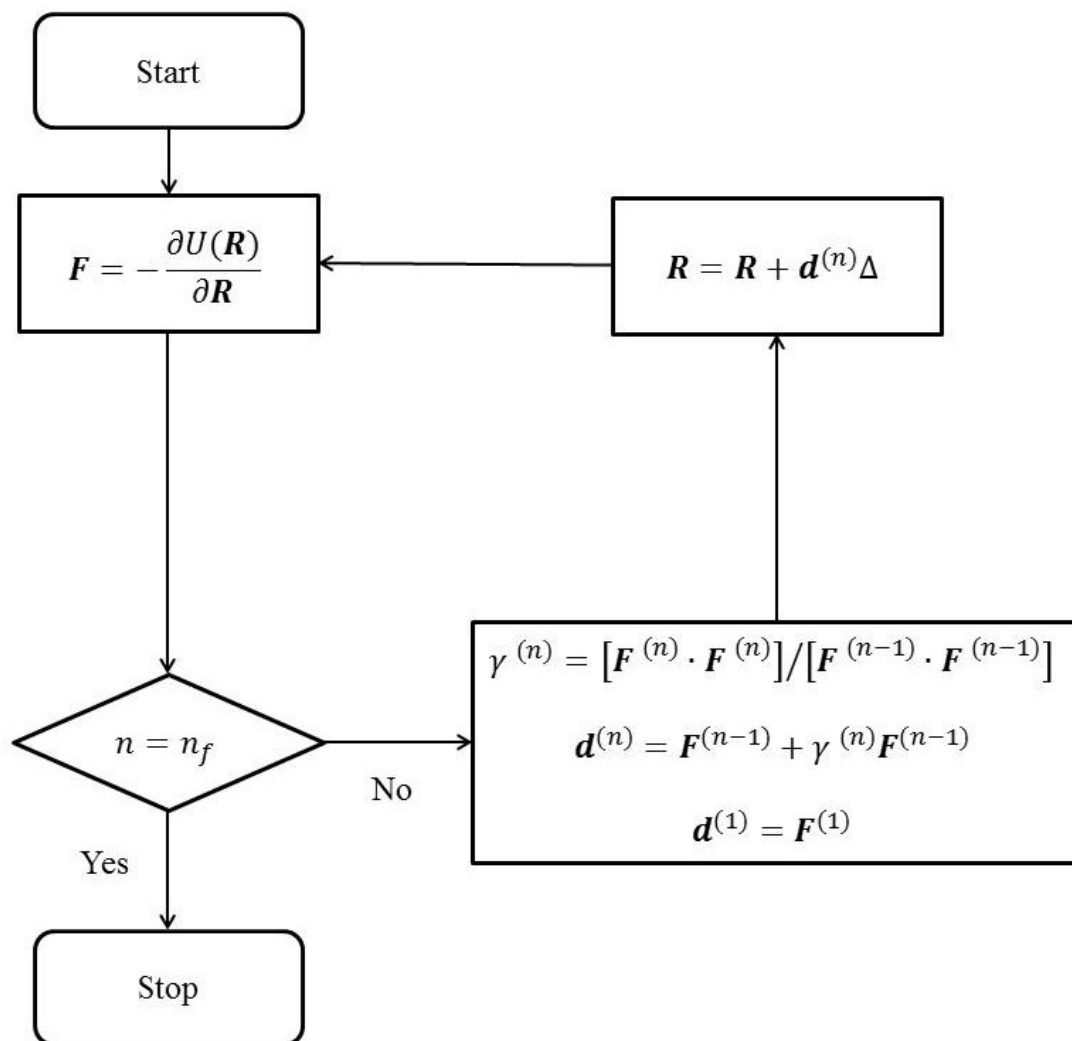 Start
𝑭 = −∂𝑈(𝑹)/∂𝑹
𝑹 = 𝑹 + 𝒅⁽ⁿ⁾Δ
𝑛 = 𝑛_f
No
Yes
γ ⁽ⁿ⁾ = [𝑭 ⁽ⁿ⁾ · 𝑭 ⁽ⁿ⁾]/[𝑭 ⁽ⁿ⁻¹⁾ · 𝑭 ⁽ⁿ⁻¹⁾]
𝒅⁽ⁿ⁾ = 𝑭⁽ⁿ⁻¹⁾ + γ ⁽ⁿ⁾𝑭⁽ⁿ⁻¹⁾
𝒅⁽¹⁾ = 𝑭⁽¹⁾
Stop